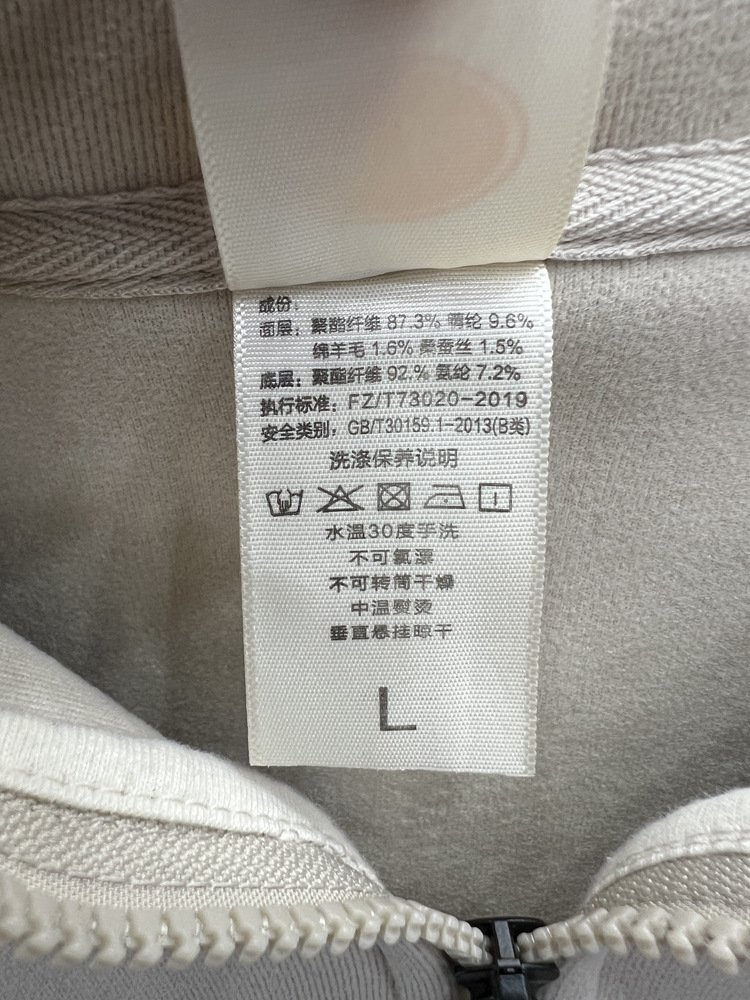 成份:
面层: 聚酯纤维 87.3% 腈纶 9.6%
绵羊毛 1.6% 桑蚕丝 1.5%
底层: 聚酯纤维 92.% 氨纶 7.2%
执行标准: FZ/T73020-2019
安全类别: GB/T30159.1-2013(B类)
洗涤保养说明
水温30度手洗
不可氯漂
不可转筒干燥
中温熨烫
垂直悬挂晾干
L